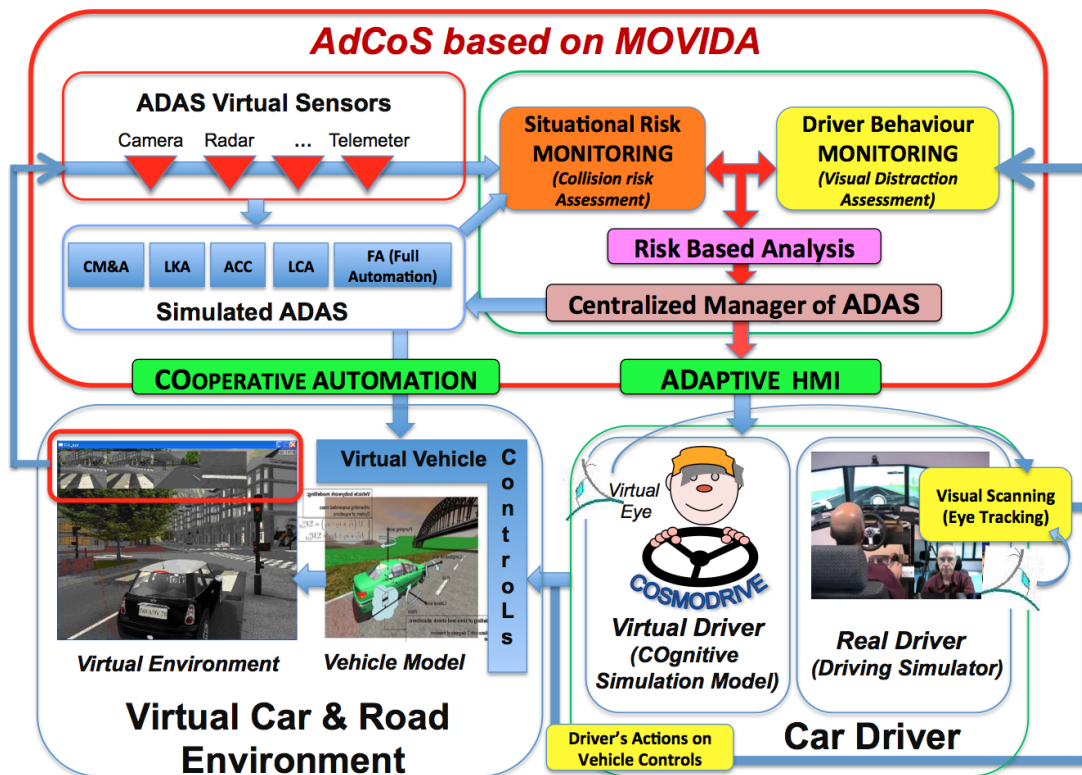 AdCoS based on MOVIDA
ADAS Virtual Sensors
Camera Radar ... Telemeter
Situational Risk
MONITORING
(Collision risk
Assessment)
Driver Behaviour
MONITORING
(Visual Distraction
Assessment)
Risk Based Analysis
CM&A LKA ACC LCA FA (Full
Automation)
Simulated ADAS
Centralized Manager of ADAS
COOPERATIVE AUTOMATION
ADAPTIVE HMI
Virtual Vehicle
ControLs
Virtual Environment
Vehicle Model
Virtual Car & Road
Environment
Virtual
Eye
COSMODRIVE
Virtual Driver
(COgnitive
Simulation Model)
Visual Scanning
(Eye Tracking)
Real Driver
(Driving Simulator)
Driver's Actions on
Vehicle Controls
Car Driver